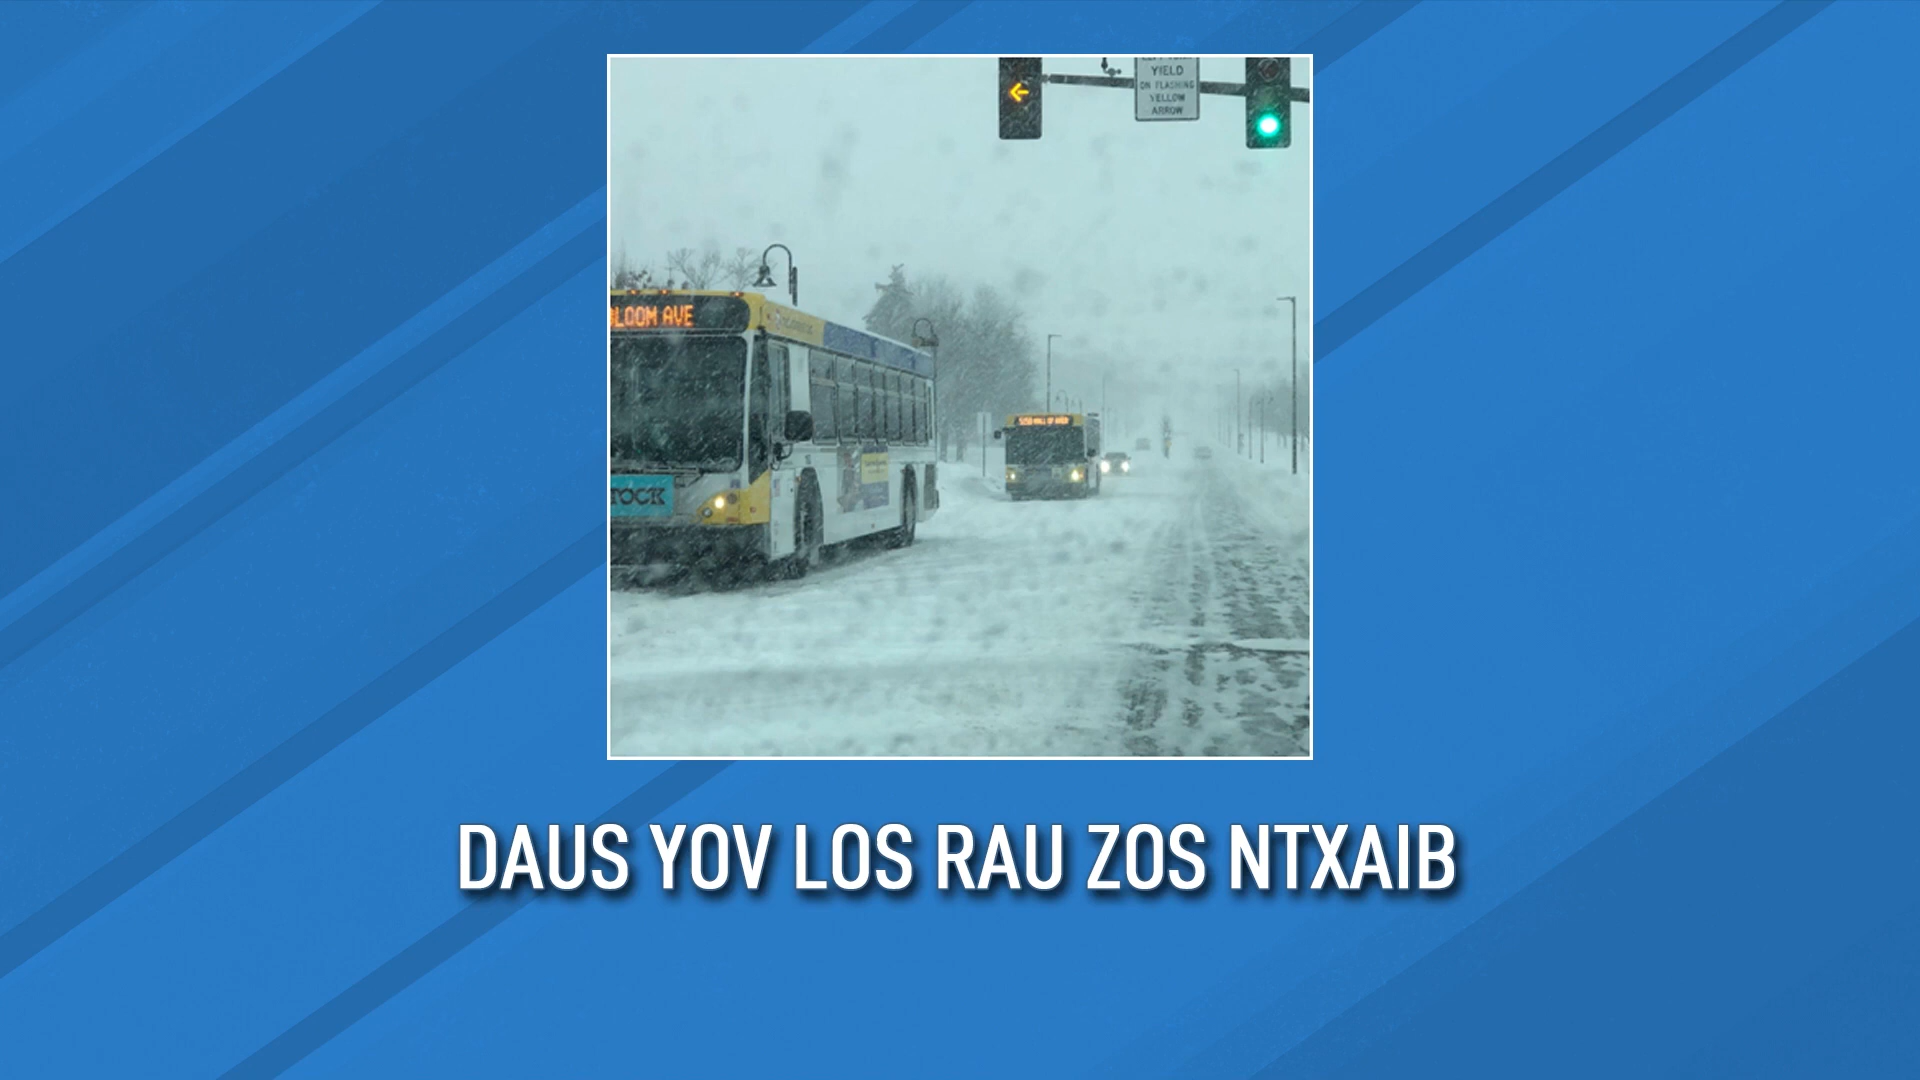 YIELD
ON FLASHING
YELLOW
ARROW
LOOM AVE
TOCK
DAUS YOV LOS RAU ZOS NTXAIB